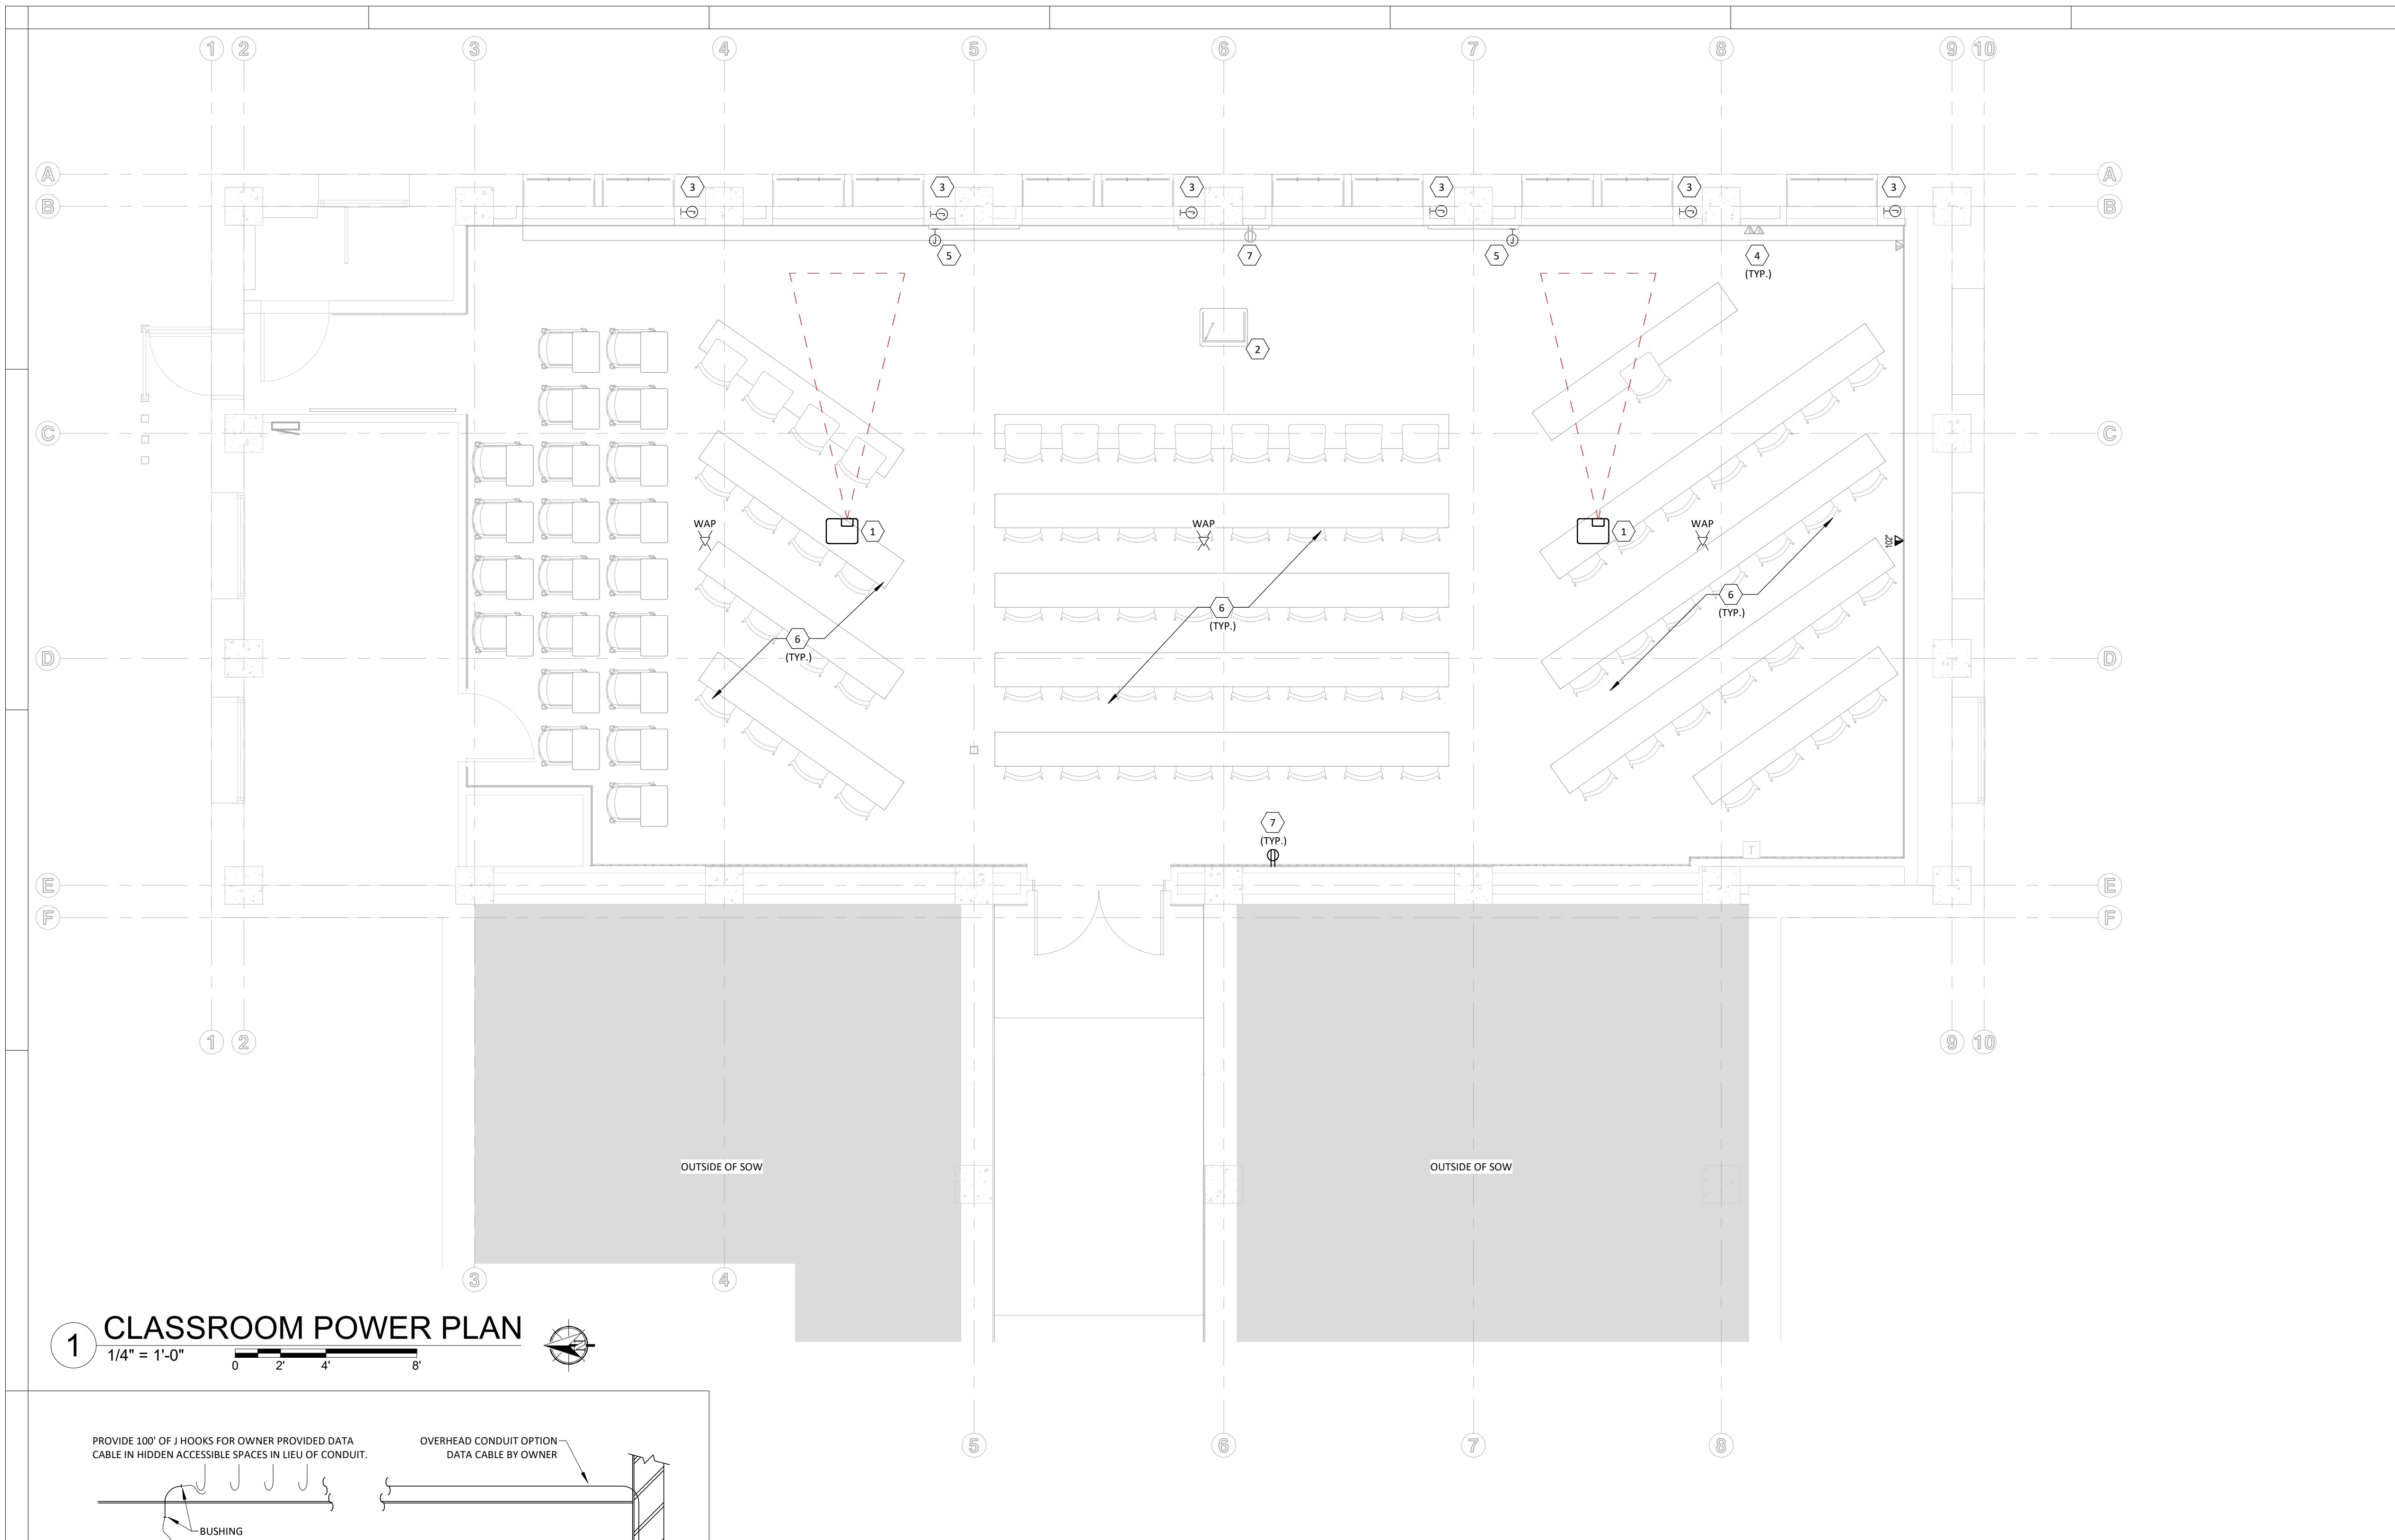 1 2 3 4 5 6 7 8 9 10
A A
B B
3 3 3 3 3 3
J J J J J J
J J
5 7 5 4
(TYP.)
2
C C
WAP WAP WAP
1 1
102"
6 6 6
(TYP.) (TYP.) (TYP.)
D D
7
(TYP.)
T
E E
F F
1 2 9 10
OUTSIDE OF SOW OUTSIDE OF SOW
3 4
1 CLASSROOM POWER PLAN
1/4" = 1'-0"
0 2' 4' 8'
N
5 6 7 8
PROVIDE 100' OF J HOOKS FOR OWNER PROVIDED DATA
CABLE IN HIDDEN ACCESSIBLE SPACES IN LIEU OF CONDUIT.
OVERHEAD CONDUIT OPTION
DATA CABLE BY OWNER
BUSHING